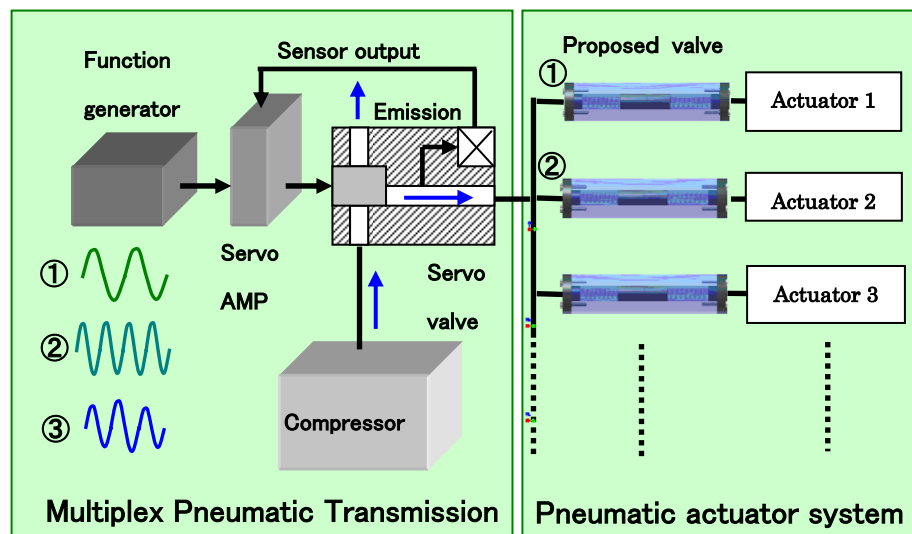 Function
generator
Sensor output
Emission
Servo
AMP
Servo
valve
①
②
③
Compressor
Multiplex Pneumatic Transmission
Proposed valve
①
Actuator 1
②
Actuator 2
Actuator 3
Pneumatic actuator system